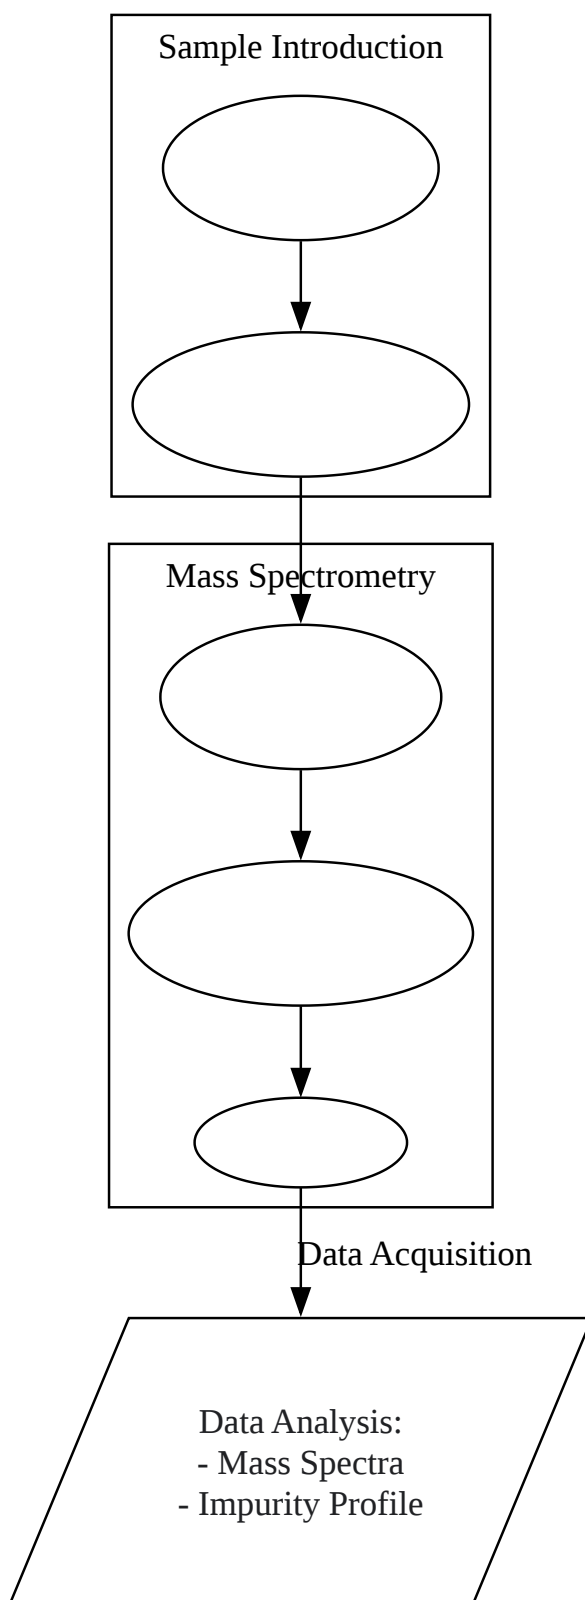 Sample Introduction
Mass Spectrometry
Data Acquisition
Data Analysis:
- Mass Spectra
- Impurity Profile